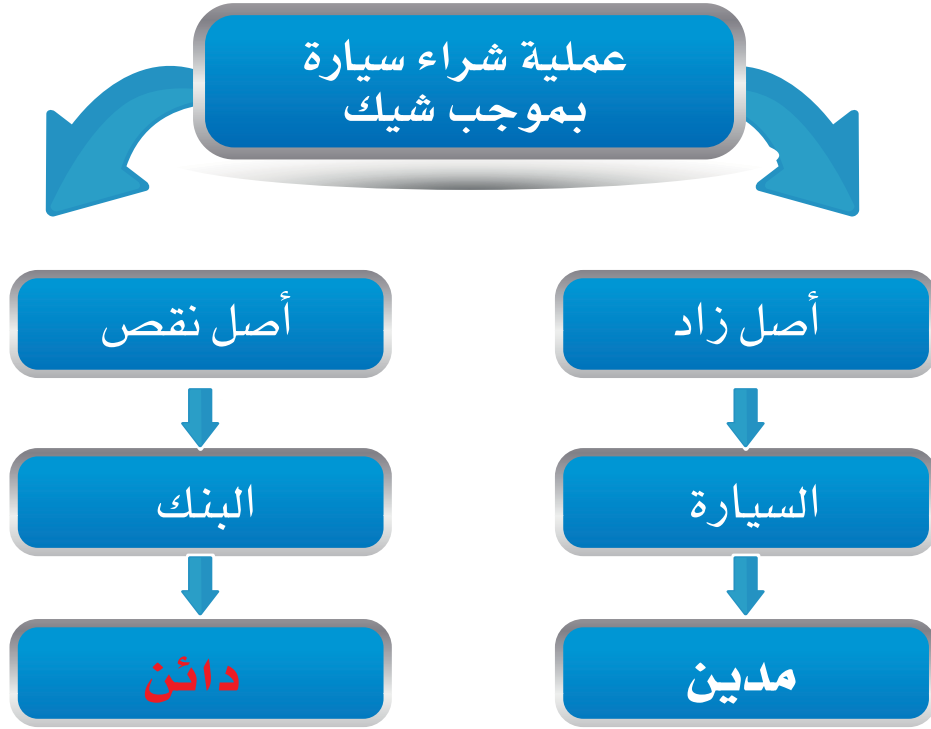 عملية شراء سيارة
بموجب شيك
أصل زاد
أصل نقص
السيارة
البنك
مدين
دائن